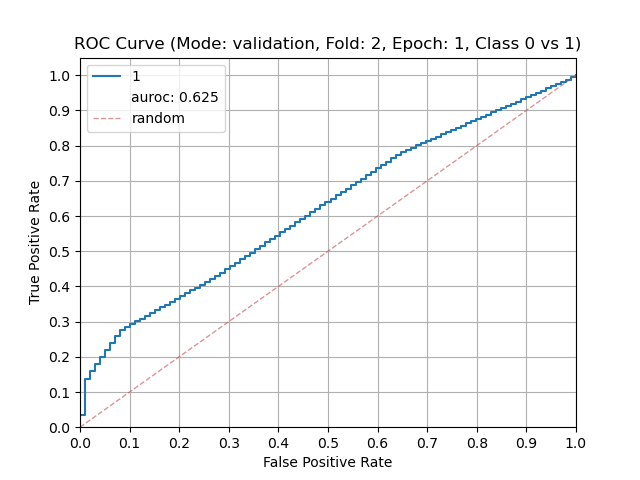 ROC Curve (Mode: validation, Fold: 2, Epoch: 1, Class 0 vs 1)
1
auroc: 0.625
random
True Positive Rate
1.0
0.9
0.8
0.7
0.6
0.5
0.4
0.3
0.2
0.1
0.0
0.0 0.1 0.2 0.3 0.4 0.5 0.6 0.7 0.8 0.9 1.0
False Positive Rate